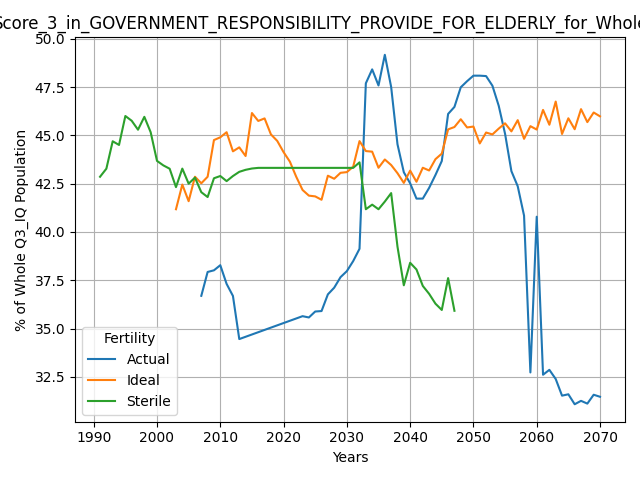 Score_3_in_GOVERNMENT_RESPONSIBILITY_PROVIDE_FOR_ELDERLY_for_Whole
50.0
47.5
45.0
42.5
40.0
37.5
35.0
32.5
% of Whole Q3_IQ Population
Fertility
Actual
Ideal
Sterile
1990 2000 2010 2020 2030 2040 2050 2060 2070
Years